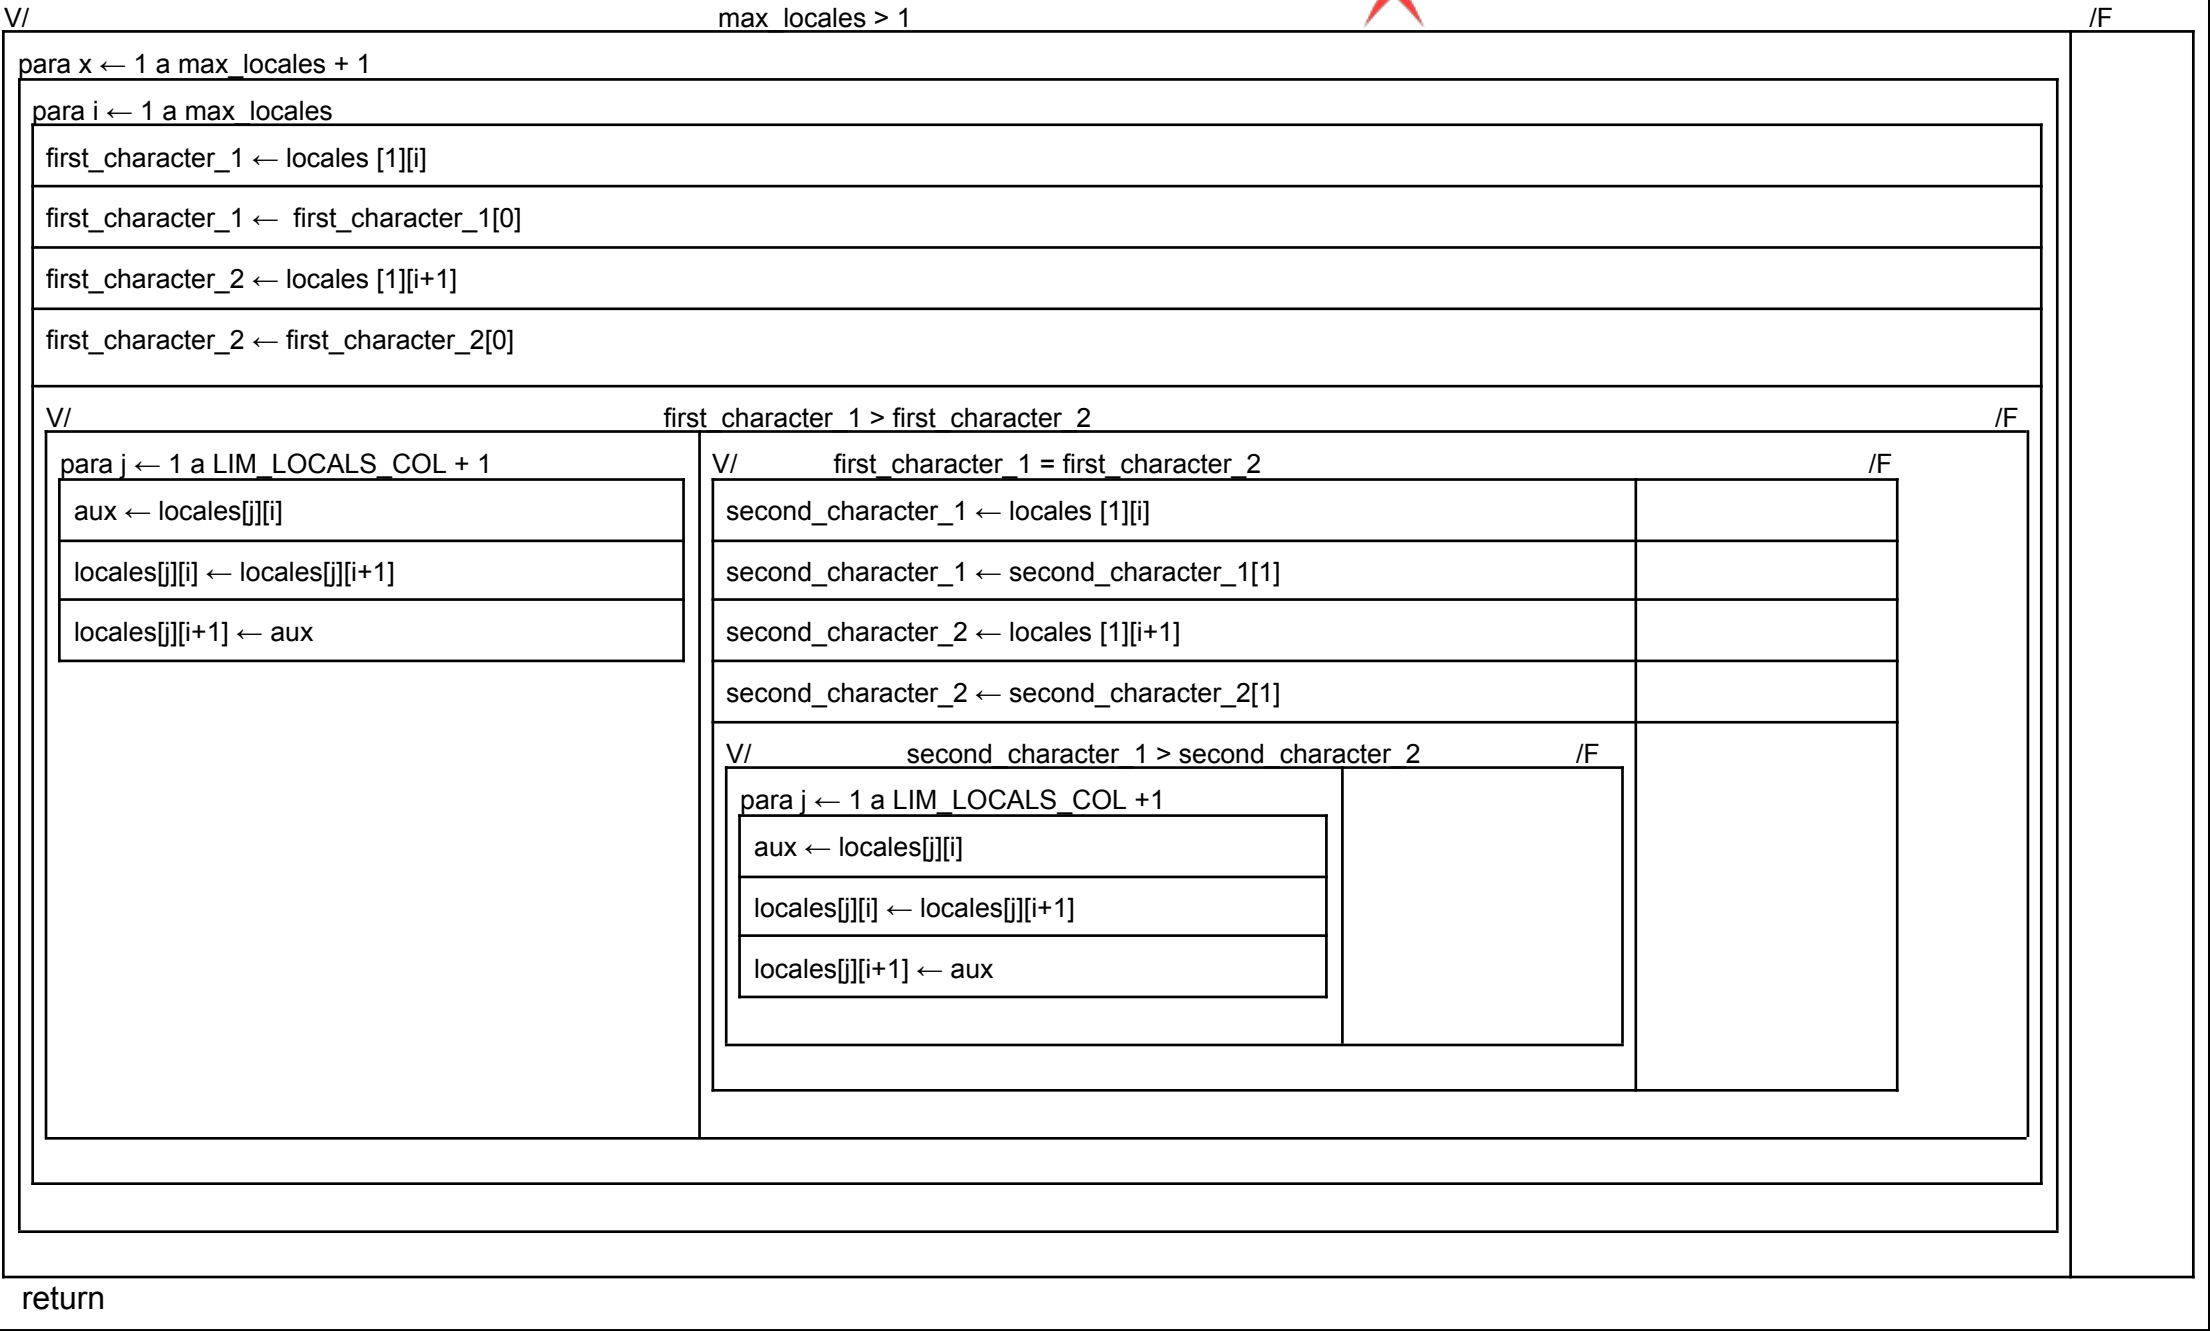 V/ max_locales > 1 /F
para x ← 1 a max_locales + 1
para i ← 1 a max_locales
first_character_1 ← locales [1][i]
first_character_1 ← first_character_1[0]
first_character_2 ← locales [1][i+1]
first_character_2 ← first_character_2[0]
V/ first_character_1 > first_character_2 /F
para j ← 1 a LIM_LOCALS_COL + 1
aux ← locales[j][i]
locales[j][i] ← locales[j][i+1]
locales[j][i+1] ← aux
V/ first_character_1 = first_character_2 /F
second_character_1 ← locales [1][i]
second_character_1 ← second_character_1[1]
second_character_2 ← locales [1][i+1]
second_character_2 ← second_character_2[1]
V/ second_character_1 > second_character_2 /F
para j ← 1 a LIM_LOCALS_COL +1
aux ← locales[j][i]
locales[j][i] ← locales[j][i+1]
locales[j][i+1] ← aux
return